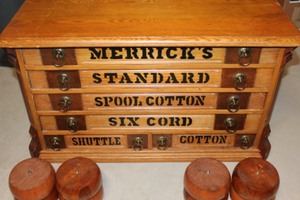 MERRICK'S
STANDARD
SPOOL COTTON
SIX CORD
SHUTTLE COTTON